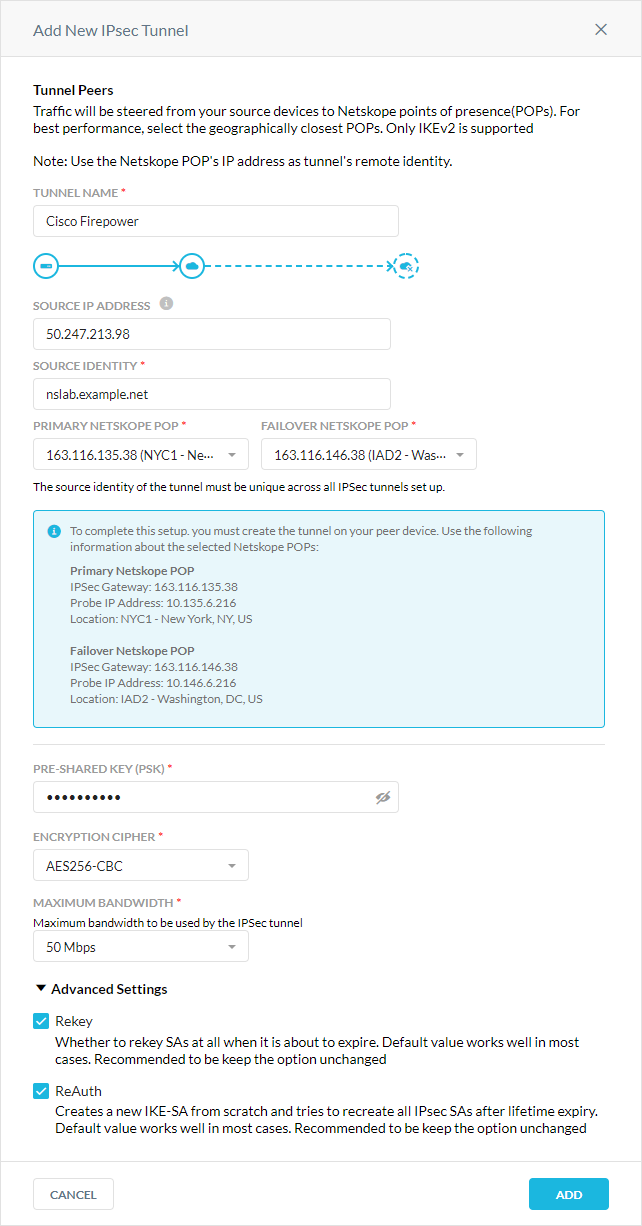 Add New IPsec Tunnel
Tunnel Peers
Traffic will be steered from your source devices to Netskope points of presence(POPs). For
best performance, select the geographically closest POPs. Only IKEv2 is supported
Note: Use the Netskope POP's IP address as tunnel's remote identity.
TUNNEL NAME *
Cisco Firepower
SOURCE IP ADDRESS
50.247.213.98
SOURCE IDENTITY *
nslab.example.net
PRIMARY NETSKOPE POP * FAILOVER NETSKOPE POP *
163.116.135.38 (NYC1 - Ne... 163.116.146.38 (IAD2 - Was...
The source identity of the tunnel must be unique across all IPSec tunnels set up.
To complete this setup. you must create the tunnel on your peer device. Use the following
information about the selected Netskope POPs:
Primary Netskope POP
IPSec Gateway: 163.116.135.38
Probe IP Address: 10.135.6.216
Location: NYC1 - New York, NY, US
Failover Netskope POP
IPSec Gateway: 163.116.146.38
Probe IP Address: 10.146.6.216
Location: IAD2 - Washington, DC, US
PRE-SHARED KEY (PSK) *
••••••••••
ENCRYPTION CIPHER *
AES256-CBC
MAXIMUM BANDWIDTH *
Maximum bandwidth to be used by the IPSec tunnel
50 Mbps
Advanced Settings
Rekey
Whether to rekey SAs at all when it is about to expire. Default value works well in most
cases. Recommended to be keep the option unchanged
ReAuth
Creates a new IKE-SA from scratch and tries to recreate all IPsec SAs after lifetime expiry.
Default value works well in most cases. Recommended to be keep the option unchanged
CANCEL ADD